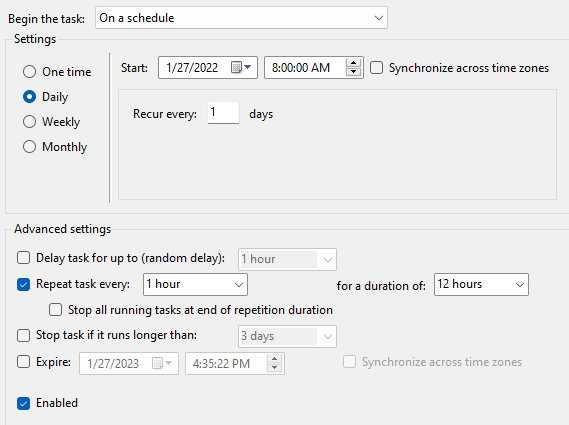 Begin the task: On a schedule
Settings
One time
Start: 1/27/2022 8:00:00 AM Synchronize across time zones
Daily
Recur every: 1 days
Weekly
Monthly
Advanced settings
Delay task for up to (random delay): 1 hour
Repeat task every: 1 hour for a duration of: 12 hours
Stop all running tasks at end of repetition duration
Stop task if it runs longer than: 3 days
Expire: 1/27/2023 4:35:22 PM Synchronize across time zones
Enabled